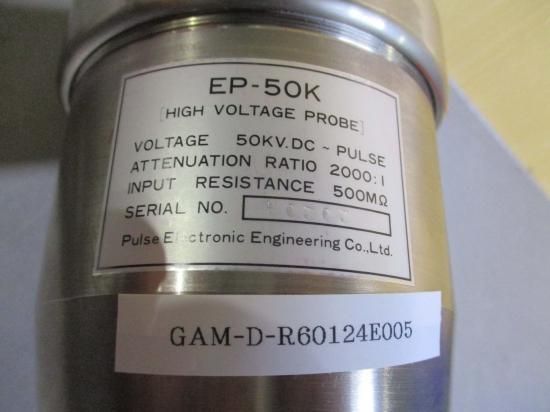 EP-50K
[HIGH VOLTAGE PROBE]
VOLTAGE 50KV.DC ~ PULSE
ATTENUATION RATIO 2000:1
INPUT RESISTANCE 500MΩ
SERIAL NO.
Pulse Electronic Engineering Co.,Ltd.
GAM-D-R60124E005